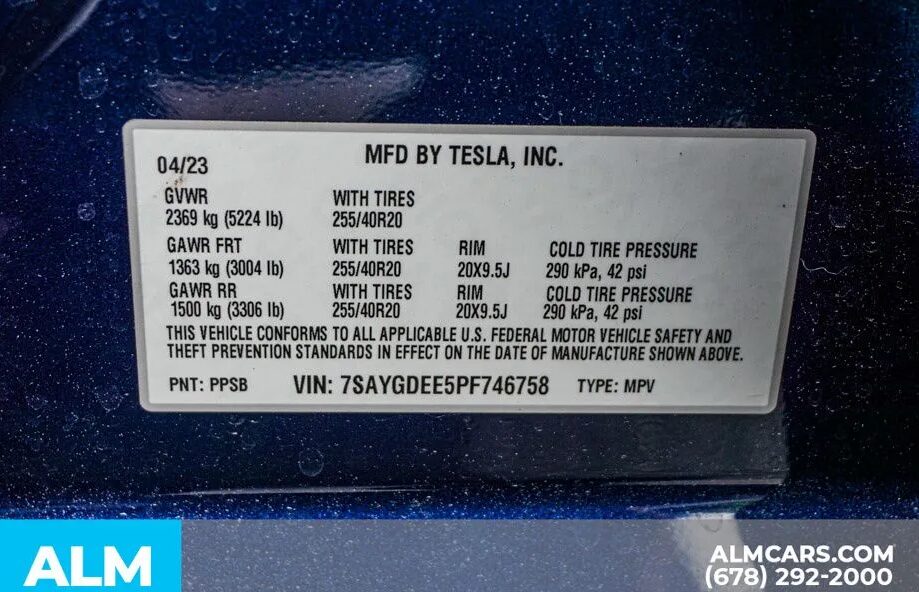 MFD BY TESLA, INC.
04/23
GVWR WITH TIRES
2369 kg (5224 lb) 255/40R20
GAWR FRT WITH TIRES RIM COLD TIRE PRESSURE
1363 kg (3004 lb) 255/40R20 20X9.5J 290 kPa, 42 psi
GAWR RR WITH TIRES RIM COLD TIRE PRESSURE
1500 kg (3306 lb) 255/40R20 20X9.5J 290 kPa, 42 psi
THIS VEHICLE CONFORMS TO ALL APPLICABLE U.S. FEDERAL MOTOR VEHICLE SAFETY AND
THEFT PREVENTION STANDARDS IN EFFECT ON THE DATE OF MANUFACTURE SHOWN ABOVE.
PNT: PPSB VIN: 7SAYGDEE5PF746758 TYPE: MPV
ALM
ALMCARS.COM
(678) 292-2000